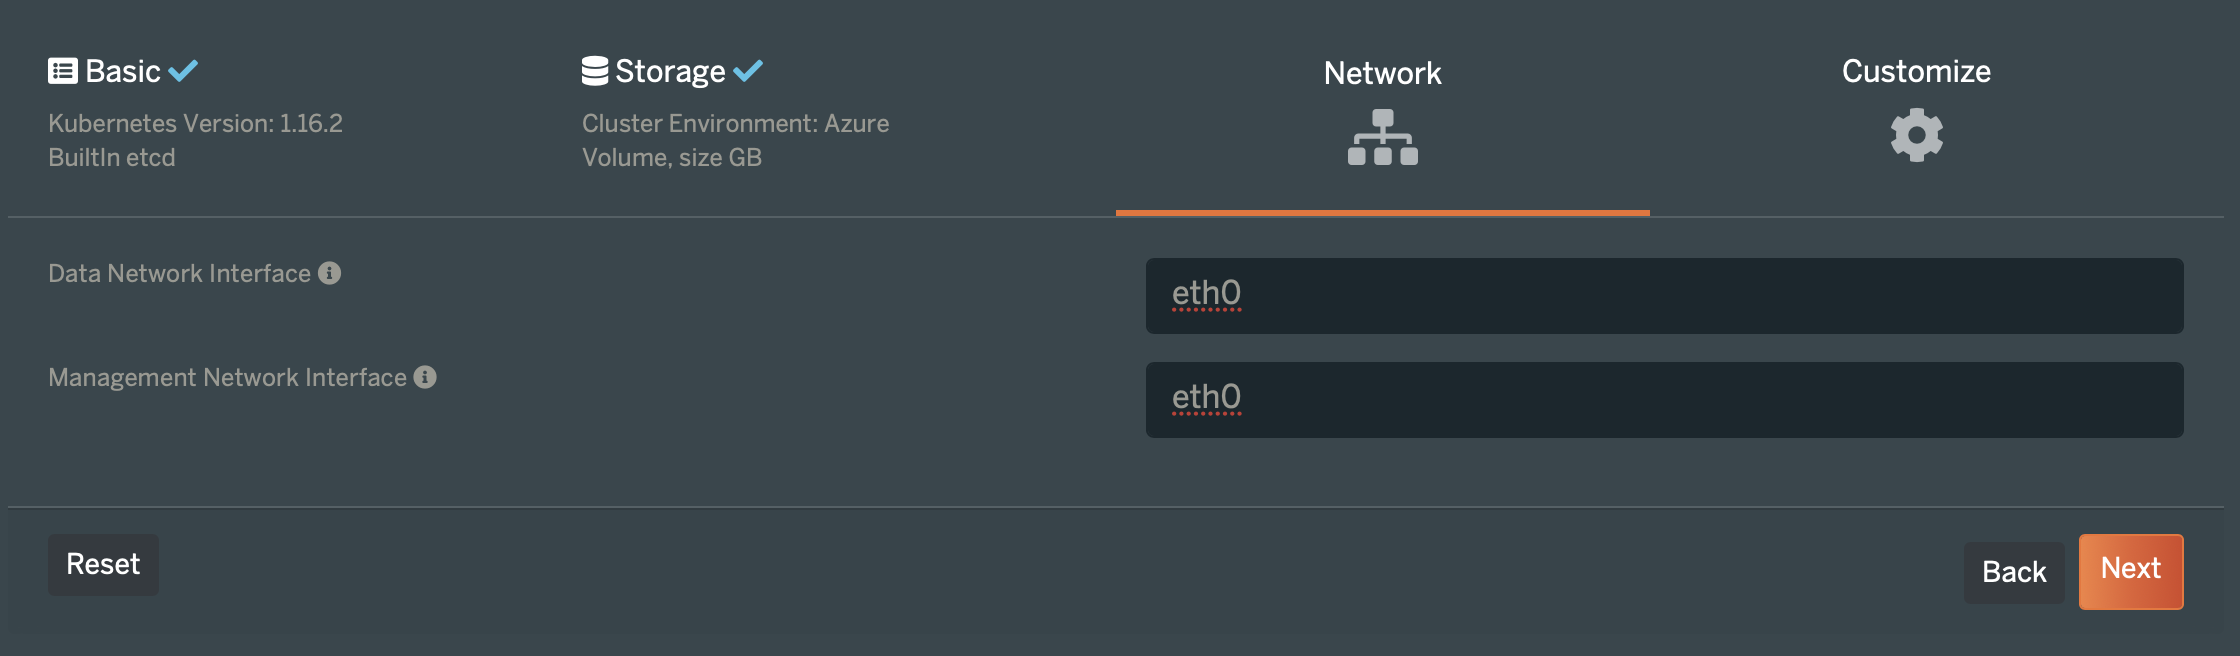 Basic
Kubernetes Version: 1.16.2
BuiltIn etcd
Storage
Cluster Environment: Azure
Volume, size GB
Network
Customize
Data Network Interface
eth0
Management Network Interface
eth0
Reset
Back
Next